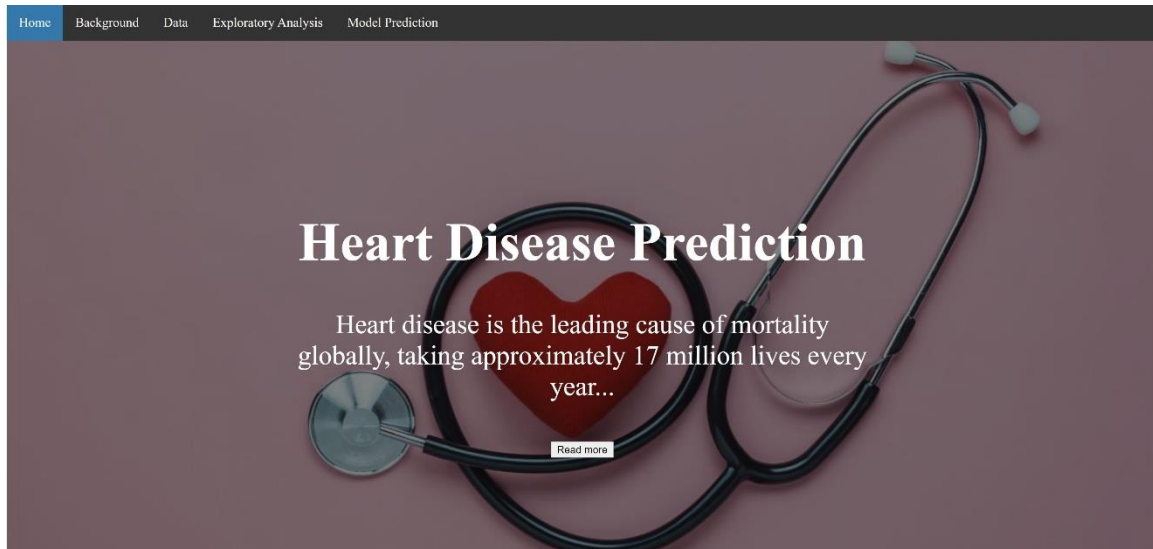 Home Background Data Exploratory Analysis Model Prediction
Heart Disease Prediction
Heart disease is the leading cause of mortality
globally, taking approximately 17 million lives every
year...
Read more